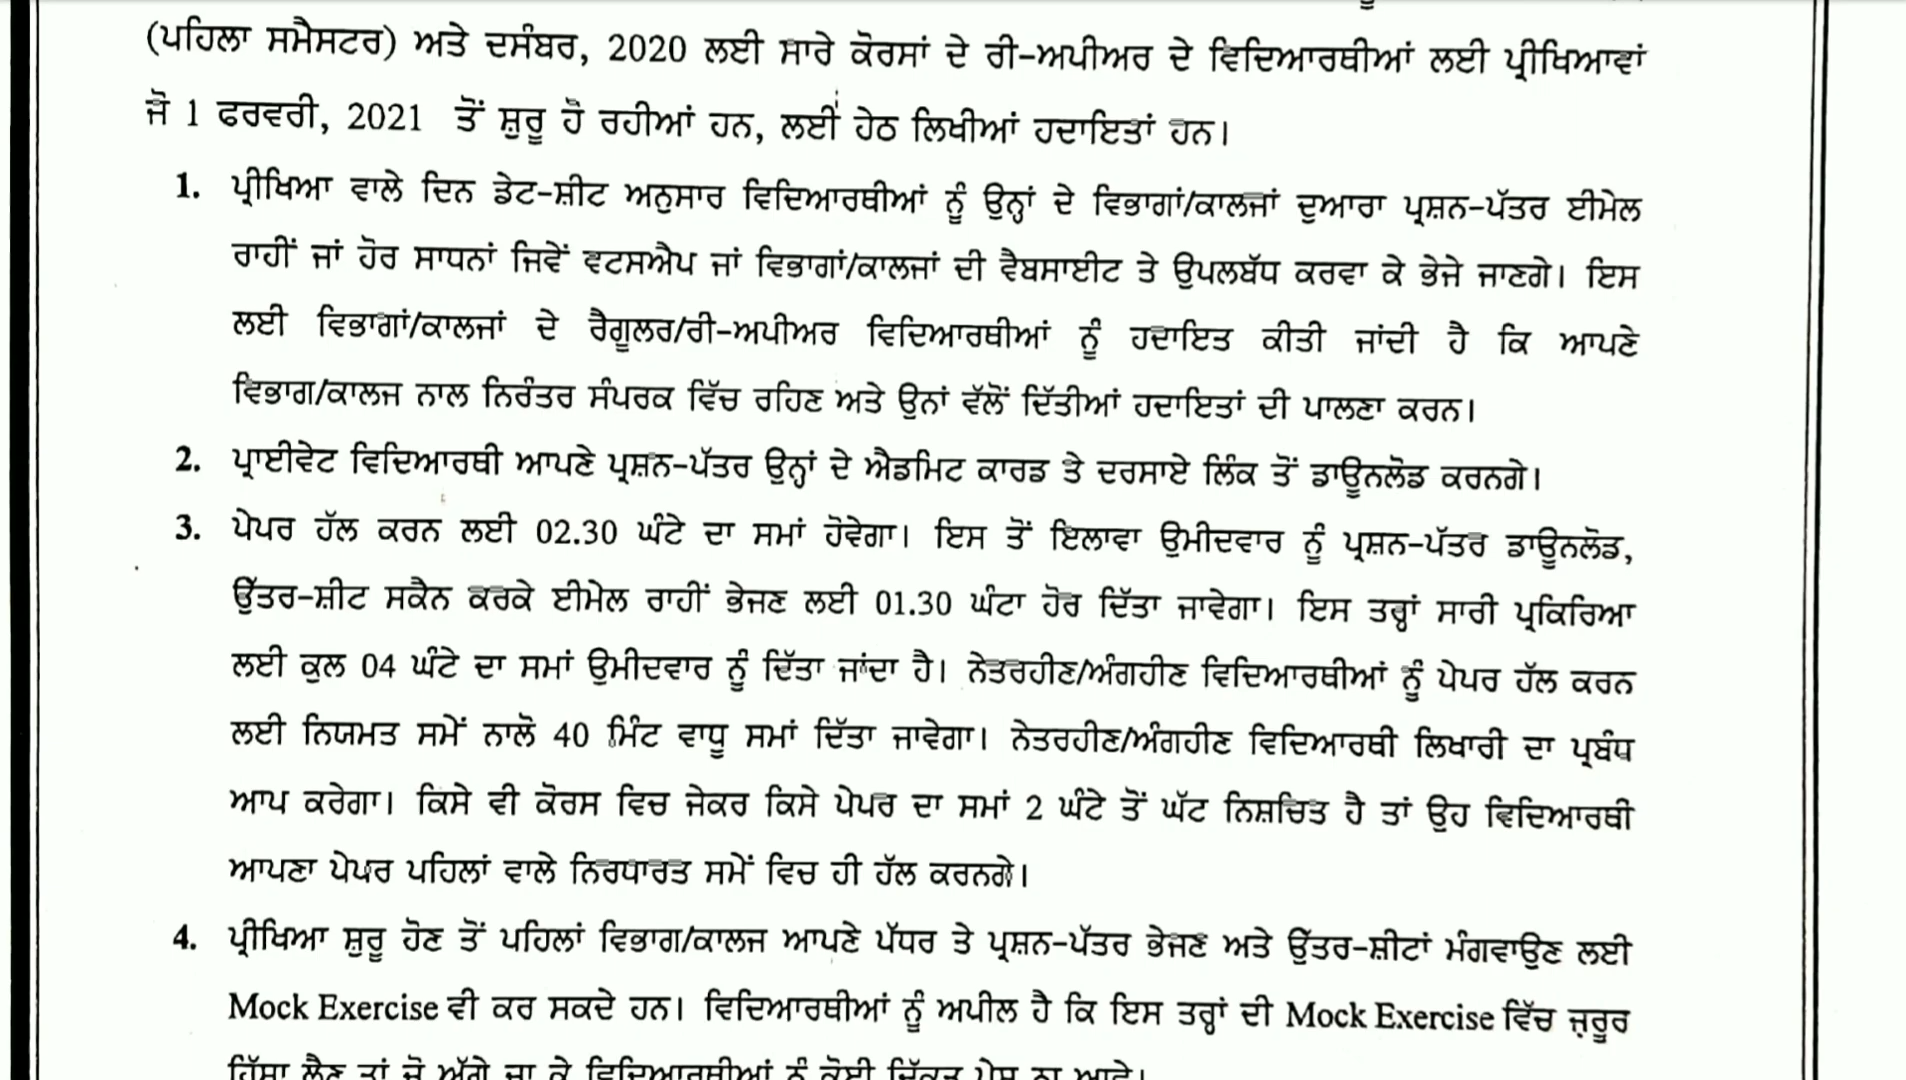 (ਪਹਿਲਾ ਸਮੈਸਟਰ) ਅਤੇ ਦਸੰਬਰ, 2020 ਲਈ ਸਾਰੇ ਕੋਰਸਾਂ ਦੇ ਰੀ-ਅਪੀਅਰ ਦੇ ਵਿਦਿਆਰਥੀਆਂ ਲਈ ਪ੍ਰੀਖਿਆਵਾਂ
ਜੋ 1 ਫਰਵਰੀ, 2021 ਤੋਂ ਸ਼ੁਰੂ ਹੋ ਰਹੀਆਂ ਹਨ, ਲਈ ਹੇਠ ਲਿਖੀਆਂ ਹਦਾਇਤਾਂ ਹਨ।
1. ਪ੍ਰੀਖਿਆ ਵਾਲੇ ਦਿਨ ਡੇਟ-ਸ਼ੀਟ ਅਨੁਸਾਰ ਵਿਦਿਆਰਥੀਆਂ ਨੂੰ ਉਨ੍ਹਾਂ ਦੇ ਵਿਭਾਗਾਂ/ਕਾਲਜਾਂ ਦੁਆਰਾ ਪ੍ਰਸ਼ਨ-ਪੱਤਰ ਈਮੇਲ
ਰਾਹੀਂ ਜਾਂ ਹੋਰ ਸਾਧਨਾਂ ਜਿਵੇਂ ਵਟਸਐਪ ਜਾਂ ਵਿਭਾਗਾਂ/ਕਾਲਜਾਂ ਦੀ ਵੈਬਸਾਈਟ ਤੇ ਉਪਲਬੱਧ ਕਰਵਾ ਕੇ ਭੇਜੇ ਜਾਣਗੇ। ਇਸ
ਲਈ ਵਿਭਾਗਾਂ/ਕਾਲਜਾਂ ਦੇ ਰੈਗੂਲਰ/ਰੀ-ਅਪੀਅਰ ਵਿਦਿਆਰਥੀਆਂ ਨੂੰ ਹਦਾਇਤ ਕੀਤੀ ਜਾਂਦੀ ਹੈ ਕਿ ਆਪਣੇ
ਵਿਭਾਗ/ਕਾਲਜ ਨਾਲ ਨਿਰੰਤਰ ਸੰਪਰਕ ਵਿੱਚ ਰਹਿਣ ਅਤੇ ਉਨਾਂ ਵੱਲੋਂ ਦਿੱਤੀਆਂ ਹਦਾਇਤਾਂ ਦੀ ਪਾਲਣਾ ਕਰਨ।
2. ਪ੍ਰਾਈਵੇਟ ਵਿਦਿਆਰਥੀ ਆਪਣੇ ਪ੍ਰਸ਼ਨ-ਪੱਤਰ ਉਨ੍ਹਾਂ ਦੇ ਐਡਮਿਟ ਕਾਰਡ ਤੇ ਦਰਸਾਏ ਲਿੰਕ ਤੋਂ ਡਾਊਨਲੋਡ ਕਰਨਗੇ।
3. ਪੇਪਰ ਹੱਲ ਕਰਨ ਲਈ 02.30 ਘੰਟੇ ਦਾ ਸਮਾਂ ਹੋਵੇਗਾ। ਇਸ ਤੋਂ ਇਲਾਵਾ ਉਮੀਦਵਾਰ ਨੂੰ ਪ੍ਰਸ਼ਨ-ਪੱਤਰ ਡਾਊਨਲੋਡ,
ਉੱਤਰ-ਸ਼ੀਟ ਸਕੈਨ ਕਰਕੇ ਈਮੇਲ ਰਾਹੀਂ ਭੇਜਣ ਲਈ 01.30 ਘੰਟਾ ਹੋਰ ਦਿੱਤਾ ਜਾਵੇਗਾ। ਇਸ ਤਰ੍ਹਾਂ ਸਾਰੀ ਪ੍ਰਕਿਰਿਆ
ਲਈ ਕੁਲ 04 ਘੰਟੇ ਦਾ ਸਮਾਂ ਉਮੀਦਵਾਰ ਨੂੰ ਦਿੱਤਾ ਜਾਂਦਾ ਹੈ। ਨੇਤਰਹੀਣ/ਅੰਗਹੀਣ ਵਿਦਿਆਰਥੀਆਂ ਨੂੰ ਪੇਪਰ ਹੱਲ ਕਰਨ
ਲਈ ਨਿਯਮਤ ਸਮੇਂ ਨਾਲੋ 40 ਮਿੰਟ ਵਾਧੂ ਸਮਾਂ ਦਿੱਤਾ ਜਾਵੇਗਾ। ਨੇਤਰਹੀਣ/ਅੰਗਹੀਣ ਵਿਦਿਆਰਥੀ ਲਿਖਾਰੀ ਦਾ ਪ੍ਰਬੰਧ
ਆਪ ਕਰੇਗਾ। ਕਿਸੇ ਵੀ ਕੋਰਸ ਵਿਚ ਜੇਕਰ ਕਿਸੇ ਪੇਪਰ ਦਾ ਸਮਾਂ 2 ਘੰਟੇ ਤੋਂ ਘੱਟ ਨਿਸ਼ਚਿਤ ਹੈ ਤਾਂ ਉਹ ਵਿਦਿਆਰਥੀ
ਆਪਣਾ ਪੇਪਰ ਪਹਿਲਾਂ ਵਾਲੇ ਨਿਰਧਾਰਤ ਸਮੇਂ ਵਿਚ ਹੀ ਹੱਲ ਕਰਨਗੇ।
4. ਪ੍ਰੀਖਿਆ ਸ਼ੁਰੂ ਹੋਣ ਤੋਂ ਪਹਿਲਾਂ ਵਿਭਾਗ/ਕਾਲਜ ਆਪਣੇ ਪੱਧਰ ਤੇ ਪ੍ਰਸ਼ਨ-ਪੱਤਰ ਭੇਜਣ ਅਤੇ ਉੱਤਰ-ਸ਼ੀਟਾਂ ਮੰਗਵਾਉਣ ਲਈ
Mock Exercise ਵੀ ਕਰ ਸਕਦੇ ਹਨ। ਵਿਦਿਆਰਥੀਆਂ ਨੂੰ ਅਪੀਲ ਹੈ ਕਿ ਇਸ ਤਰ੍ਹਾਂ ਦੀ Mock Exercise ਵਿੱਚ ਜ਼ਰੂਰ
ਹਿੱਸਾ ਲੈਣ ਤਾਂ ਜੋ ਅੱਗੇ ਜਾ ਕੇ ਵਿਦਿਆਰਥੀਆਂ ਨੂੰ ਕੋਈ ਦਿੱਕਤ ਪੇਸ਼ ਨਾ ਆਵੇ।